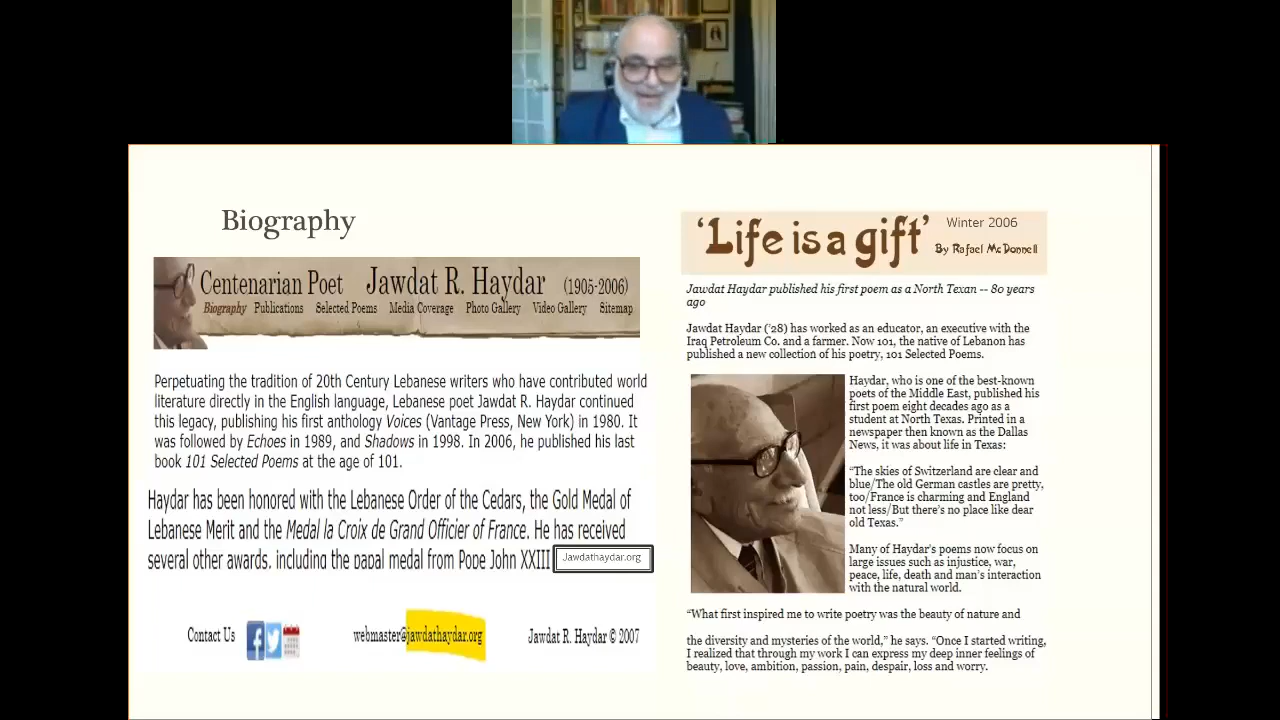 Biography
Centenarian Poet Jawdat R. Haydar (1905-2006)
Biography Publications Selected Poems Media Coverage Photo Gallery Video Gallery Sitemap
Perpetuating the tradition of 20th Century Lebanese writers who have contributed world
literature directly in the English language, Lebanese poet Jawdat R. Haydar continued
this legacy, publishing his first anthology Voices (Vantage Press, New York) in 1980. It
was followed by Echoes in 1989, and Shadows in 1998. In 2006, he published his last
book 101 Selected Poems at the age of 101.
Haydar has been honored with the Lebanese Order of the Cedars, the Gold Medal of
Lebanese Merit and the Medal la Croix de Grand Officier of France. He has received
several other awards, including the papal medal from Pope John XXIII
Jawdathaydar.org
Contact Us
webmaster@jawdathaydar.org
Jawdat R. Haydar © 2007
'Life is a gift'
Winter 2006
By Rafael McDonnell
Jawdat Haydar published his first poem as a North Texan -- 80 years
ago
Jawdat Haydar ('28) has worked as an educator, an executive with the
Iraq Petroleum Co. and a farmer. Now 101, the native of Lebanon has
published a new collection of his poetry, 101 Selected Poems.
Haydar, who is one of the best-known
poets of the Middle East, published his
first poem eight decades ago as a
student at North Texas. Printed in a
newspaper then known as the Dallas
News, it was about life in Texas:
"The skies of Switzerland are clear and
blue/The old German castles are pretty,
too/France is charming and England
not less/But there's no place like dear
old Texas."
Many of Haydar's poems now focus on
large issues such as injustice, war,
peace, life, death and man's interaction
with the natural world.
"What first inspired me to write poetry was the beauty of nature and
the diversity and mysteries of the world," he says. "Once I started writing,
I realized that through my work I can express my deep inner feelings of
beauty, love, ambition, passion, pain, despair, loss and worry.